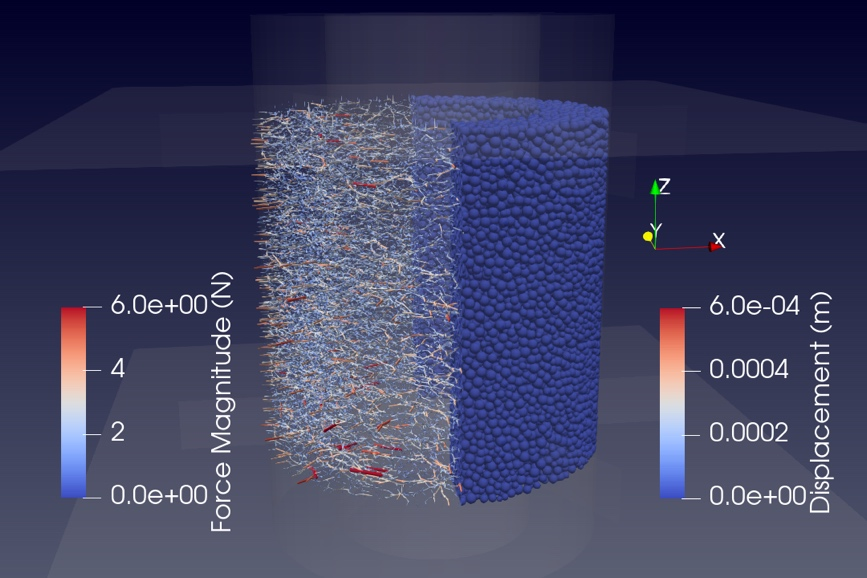 Z
Y
X
6.0e+00
4
2
0.0e+00
Force Magnitude (N)
6.0e-04
0.0004
0.0002
0.0e+00
Displacement (m)